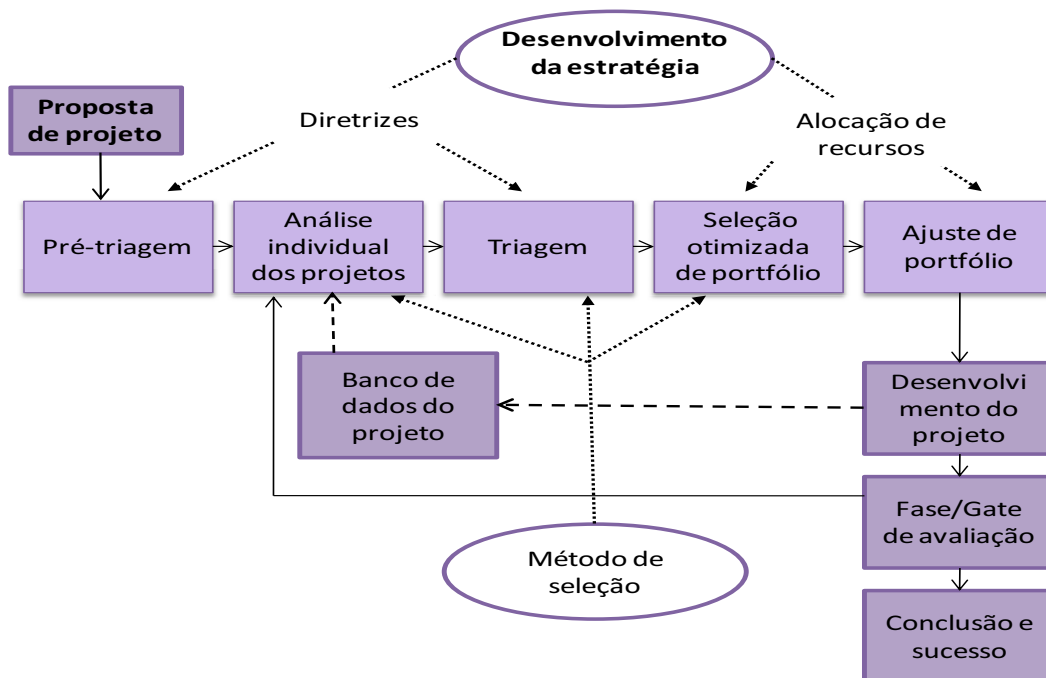 Desenvolvimento
da estratégia
Proposta
de projeto
Diretrizes
Alocação de
recursos
Pré-triagem
Análise
individual
dos projetos
Triagem
Seleção
otimizada
de portfólio
Ajuste de
portfólio
Banco de
dados do
projeto
Desenvolvi
mento do
projeto
Fase/Gate
de avaliação
Método de
seleção
Conclusão e
sucesso